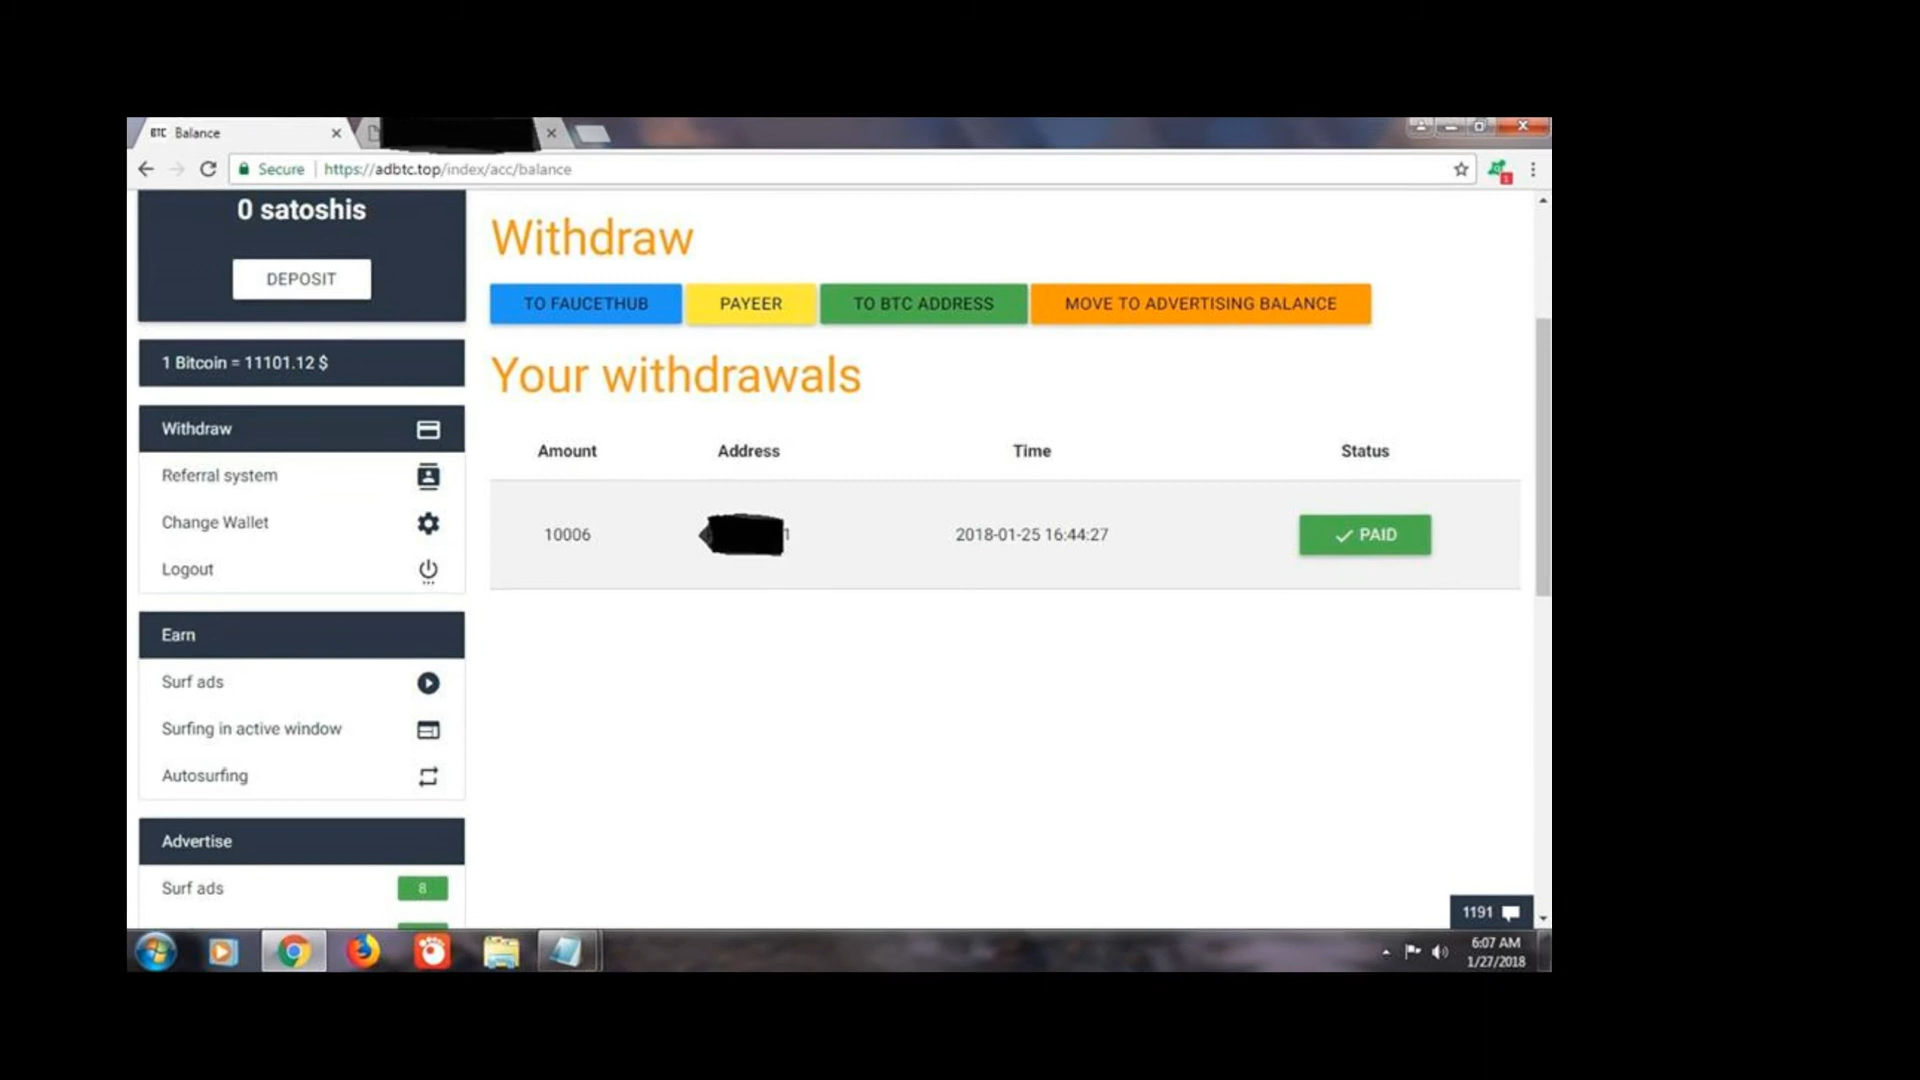 BTC Balance
Secure https://adbtc.top/index/acc/balance
1
0 satoshis
DEPOSIT
1 Bitcoin = 11101.12 $
Withdraw
Referral system
Change Wallet
Logout
Earn
Surf ads
Surfing in active window
Autosurfing
Advertise
Surf ads 8
Withdraw
TO FAUCETHUB PAYEER TO BTC ADDRESS MOVE TO ADVERTISING BALANCE
Your withdrawals
Amount Address Time Status
10006 1 2018-01-25 16:44:27 PAID
1191
6:07 AM
1/27/2018